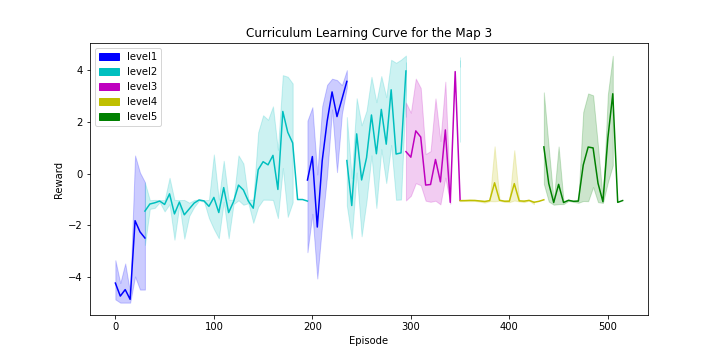 Curriculum Learning Curve for the Map 3
level1
level2
level3
level4
level5
4
2
0
−2
−4
Reward
0
100
200
300
400
500
Episode